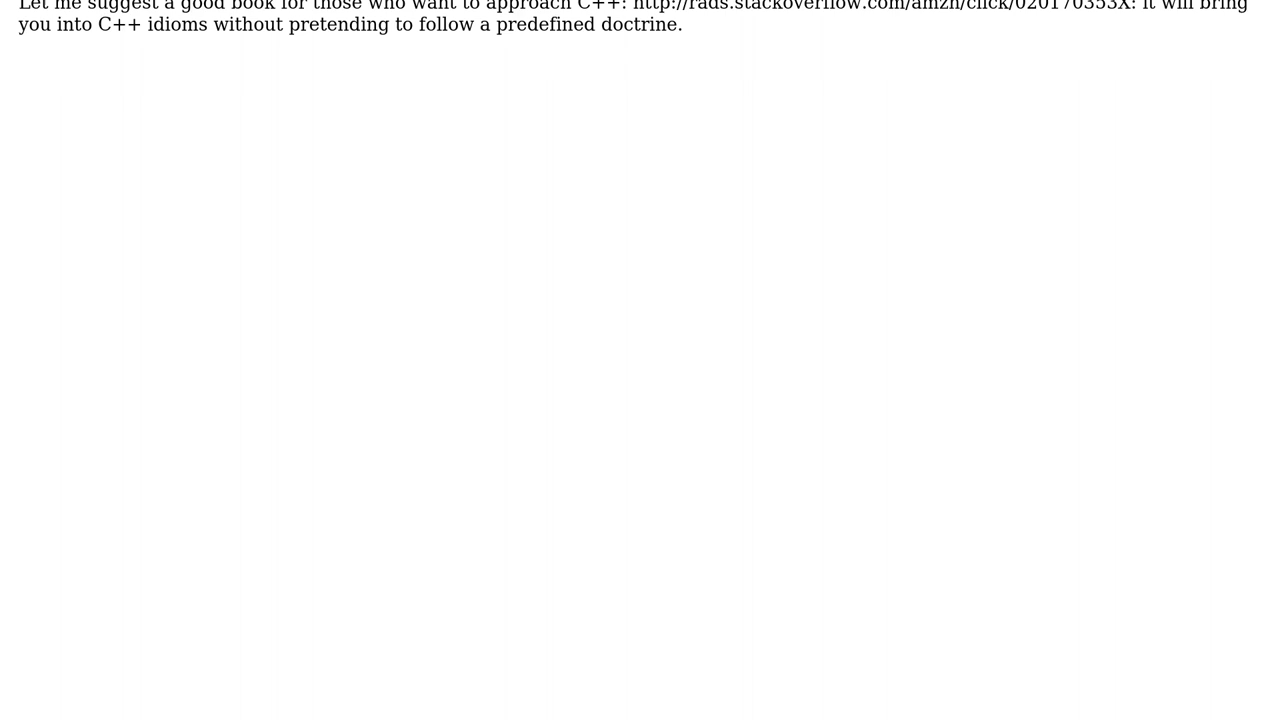 Let me suggest a good book for those who want to approach C++: http://rads.stackoverflow.com/amzn/click/020170353X: it will bring
you into C++ idioms without pretending to follow a predefined doctrine.